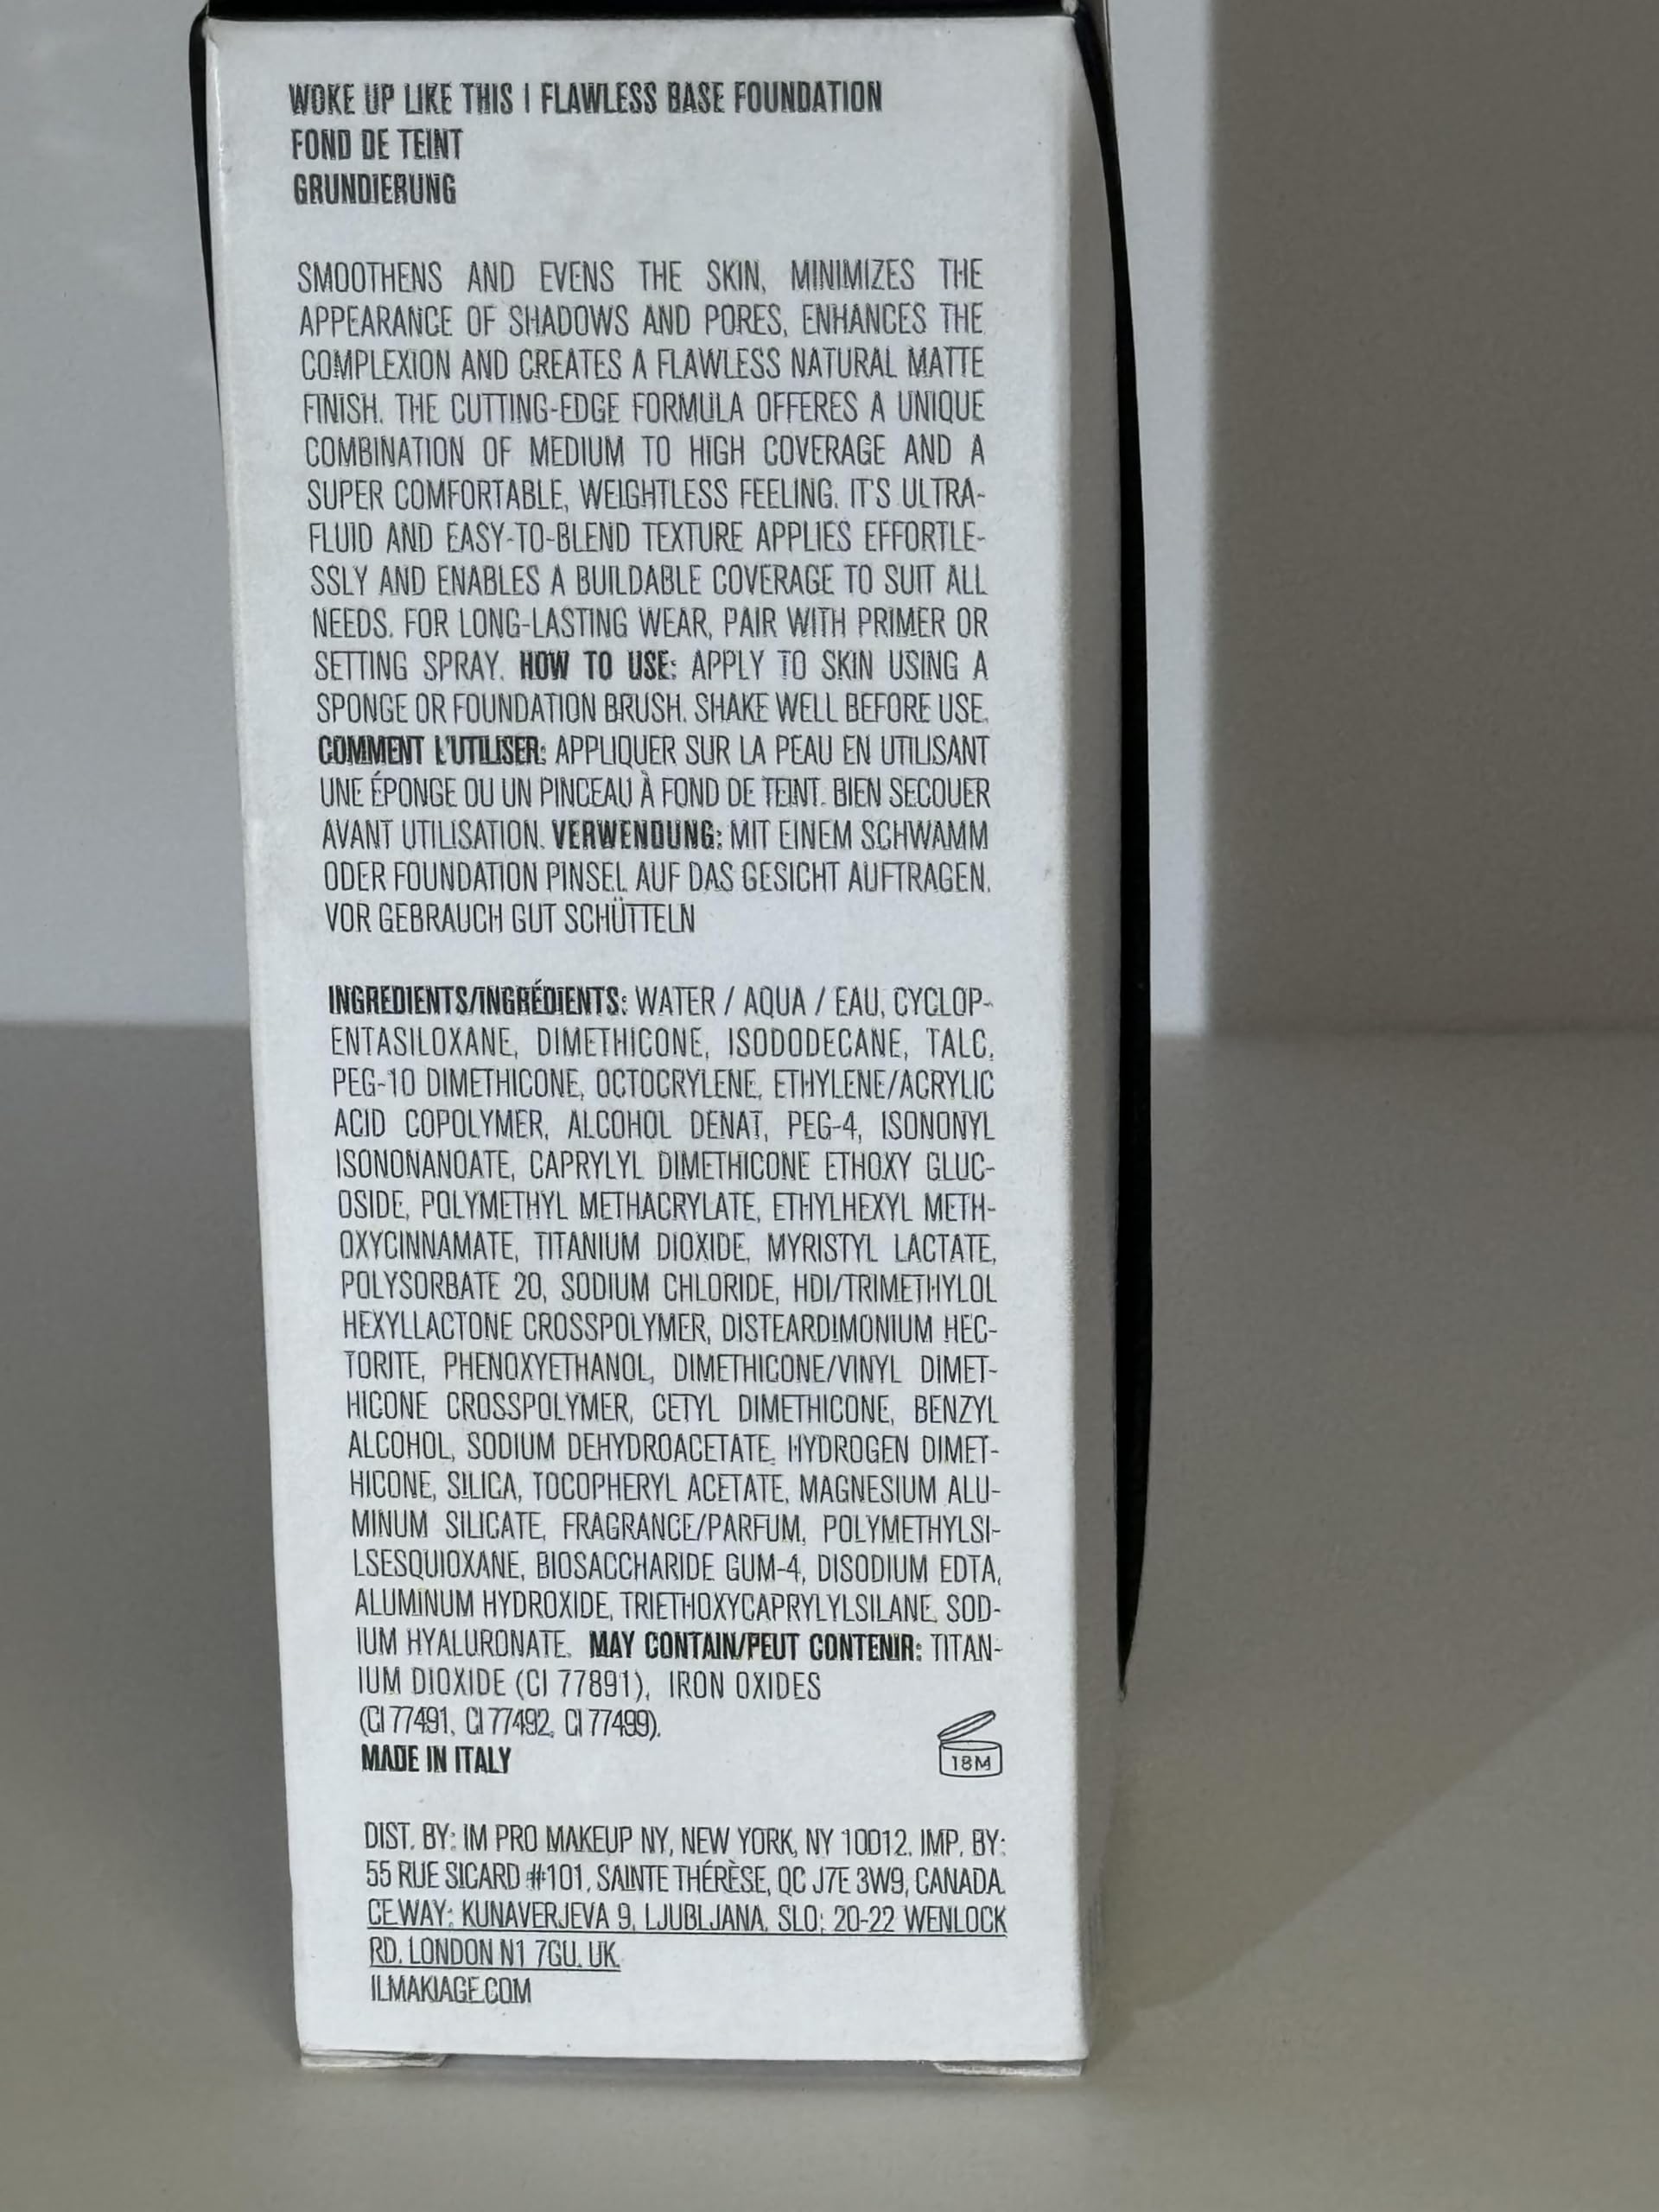 WOKE UP LIKE THIS | FLAWLESS BASE FOUNDATION
FOND DE TEINT
GRUNDIERUNG
SMOOTHENS AND EVENS THE SKIN, MINIMIZES THE
APPEARANCE OF SHADOWS AND PORES, ENHANCES THE
COMPLEXION AND CREATES A FLAWLESS NATURAL MATTE
FINISH. THE CUTTING-EDGE FORMULA OFFERES A UNIQUE
COMBINATION OF MEDIUM TO HIGH COVERAGE AND A
SUPER COMFORTABLE, WEIGHTLESS FEELING. IT'S ULTRA-
FLUID AND EASY-TO-BLEND TEXTURE APPLIES EFFORTLE-
SSLY AND ENABLES A BUILDABLE COVERAGE TO SUIT ALL
NEEDS. FOR LONG-LASTING WEAR, PAIR WITH PRIMER OR
SETTING SPRAY. HOW TO USE: APPLY TO SKIN USING A
SPONGE OR FOUNDATION BRUSH. SHAKE WELL BEFORE USE.
COMMENT L'UTILISER: APPLIQUER SUR LA PEAU EN UTILISANT
UNE ÉPONGE OU UN PINCEAU À FOND DE TEINT. BIEN SECOUER
AVANT UTILISATION. VERWENDUNG: MIT EINEM SCHWAMM
ODER FOUNDATION PINSEL AUF DAS GESICHT AUFTRAGEN.
VOR GEBRAUCH GUT SCHÜTTELN
INGREDIENTS/INGRÉDIENTS: WATER / AQUA / EAU, CYCLOP-
ENTASILOXANE, DIMETHICONE, ISODODECANE, TALC,
PEG-10 DIMETHICONE, OCTOCRYLENE, ETHYLENE/ACRYLIC
ACID COPOLYMER, ALCOHOL DENAT, PEG-4, ISONONYL
ISONONANOATE, CAPRYLYL DIMETHICONE ETHOXY GLUC-
OSIDE, POLYMETHYL METHACRYLATE, ETHYLHEXYL METH-
OXYCINNAMATE, TITANIUM DIOXIDE, MYRISTYL LACTATE,
POLYSORBATE 20, SODIUM CHLORIDE, HDI/TRIMETHYLOL
HEXYLLACTONE CROSSPOLYMER, DISTEARDIMONIUM HEC-
TORITE, PHENOXYETHANOL, DIMETHICONE/VINYL DIMET-
HICONE CROSSPOLYMER, CETYL DIMETHICONE, BENZYL
ALCOHOL, SODIUM DEHYDROACETATE, HYDROGEN DIMET-
HICONE, SILICA, TOCOPHERYL ACETATE, MAGNESIUM ALU-
MINUM SILICATE, FRAGRANCE/PARFUM, POLYMETHYLSI-
LSESQUIOXANE, BIOSACCHARIDE GUM-4, DISODIUM EDTA,
ALUMINUM HYDROXIDE, TRIETHOXYCAPRYLYLSILANE, SOD-
IUM HYALURONATE. MAY CONTAIN/PEUT CONTENIR: TITAN-
IUM DIOXIDE (CI 77891), IRON OXIDES
(CI 77491, CI 77492, CI 77499).
MADE IN ITALY
18M
DIST. BY: IM PRO MAKEUP NY, NEW YORK, NY 10012. IMP. BY:
55 RUE SICARD #101, SAINTE THÉRÈSE, QC J7E 3W9, CANADA.
CEWAY: KUNAVERJEVA 9, LJUBLJANA, SLO; 20-22 WENLOCK
RD, LONDON N1 7GU, UK.
ILMAKIAGE.COM